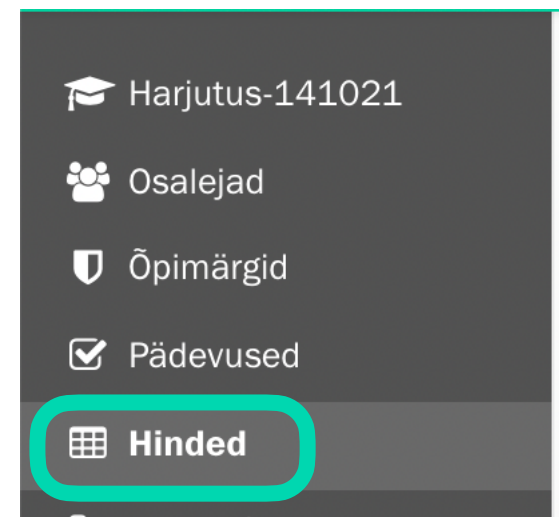 Harjutus-141021
Osalejad
Õpimärgid
Pädevused
Hinded